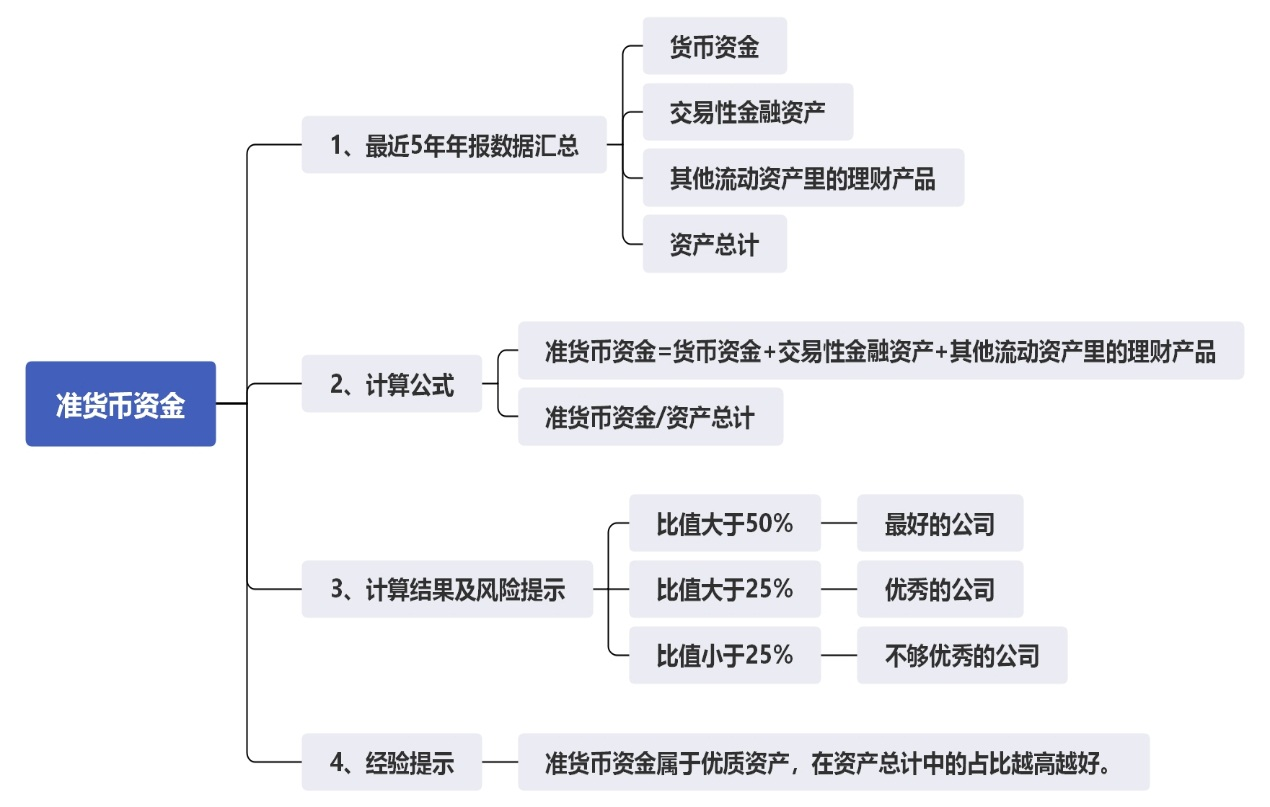 准货币资金
1、最近5年年报数据汇总
货币资金
交易性金融资产
其他流动资产里的理财产品
资产总计
2、计算公式
准货币资金=货币资金+交易性金融资产+其他流动资产里的理财产品
准货币资金/资产总计
3、计算结果及风险提示
比值大于50%
最好的公司
比值大于25%
优秀的公司
比值小于25%
不够优秀的公司
4、经验提示
准货币资金属于优质资产，在资产总计中的占比越高越好。